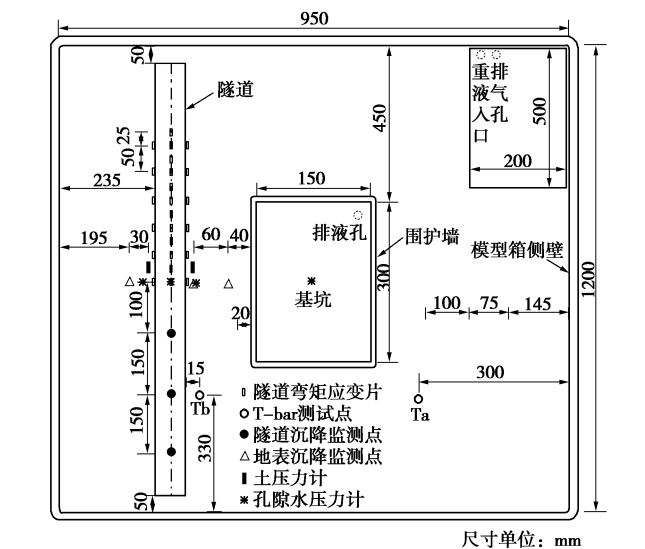 950
50
隧道
重排
液气
入孔
口
500
450
25
50
200
235
150
195
30
60
40
排液孔
围护墙
300
模型箱侧壁
1200
基坑
100
20
100
75
145
150
15
300
Tb
Ta
150
330
50
隧道弯矩应变片
T-bar测试点
隧道沉降监测点
地表沉降监测点
土压力计
孔隙水压力计
尺寸单位：mm